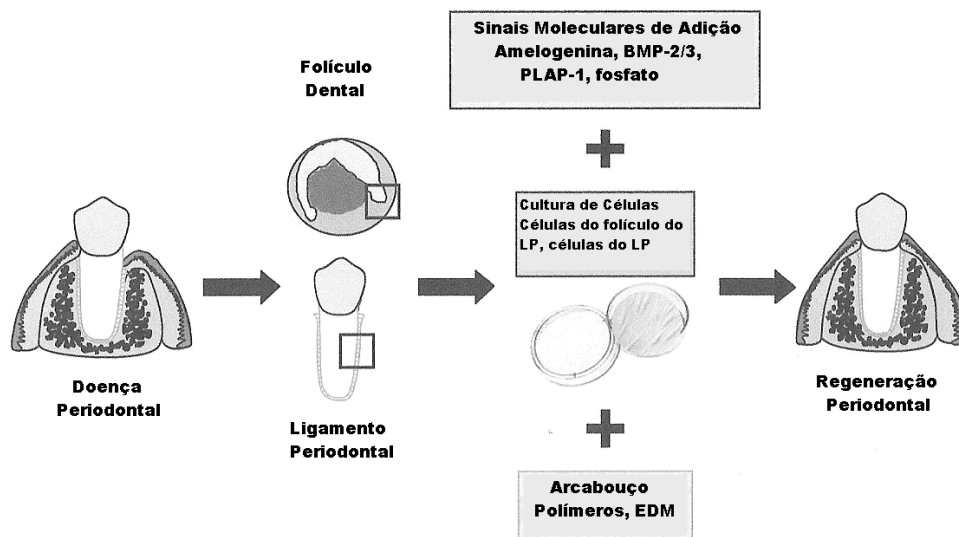 Sinais Moleculares de Adição
Amelogenina, BMP-2/3,
PLAP-1, fosfato
Folículo
Dental
Cultura de Células
Células do folículo do
LP, células do LP
Doença
Periodontal
Ligamento
Periodontal
Regeneração
Periodontal
Arcabouço
Polímeros, EDM